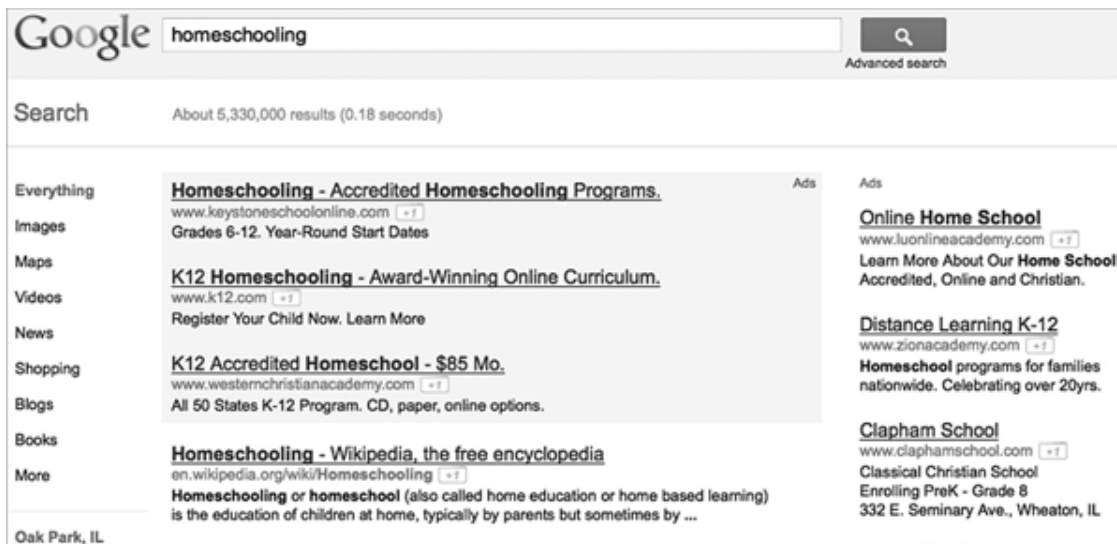 Google homeschooling
Advanced search
Search About 5,330,000 results (0.18 seconds)
Everything
Images
Maps
Videos
News
Shopping
Blogs
Books
More
Oak Park, IL
Ads
Homeschooling - Accredited Homeschooling Programs.
www.keystoneschoolonline.com +1
Grades 6-12. Year-Round Start Dates
K12 Homeschooling - Award-Winning Online Curriculum.
www.k12.com +1
Register Your Child Now. Learn More
K12 Accredited Homeschool - $85 Mo.
www.westernchristianacademy.com +1
All 50 States K-12 Program. CD, paper, online options.
Homeschooling - Wikipedia, the free encyclopedia
en.wikipedia.org/wiki/Homeschooling +1
Homeschooling or homeschool (also called home education or home based learning)
is the education of children at home, typically by parents but sometimes by ...
Ads
Online Home School
www.luonlineacademy.com +1
Learn More About Our Home School
Accredited, Online and Christian.
Distance Learning K-12
www.zionacademy.com +1
Homeschool programs for families
nationwide. Celebrating over 20yrs.
Clapham School
www.claphamschool.com +1
Classical Christian School
Enrolling PreK - Grade 8
332 E. Seminary Ave., Wheaton, IL